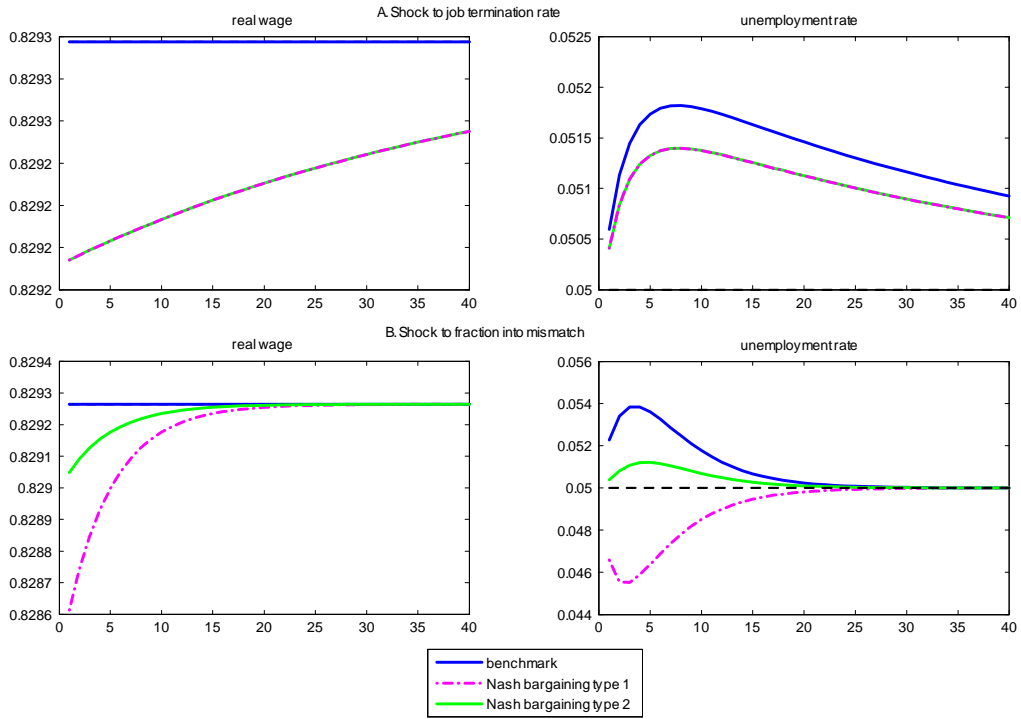 A. Shock to job termination rate
real wage
unemployment rate
0.8293
0.8293
0.8293
0.8292
0.8292
0.8292
0.8292
0 5 10 15 20 25 30 35 40
0.0525
0.052
0.0515
0.051
0.0505
0.05
0 5 10 15 20 25 30 35 40
B. Shock to fraction into mismatch
real wage
unemployment rate
0.8294
0.8293
0.8292
0.8291
0.829
0.8289
0.8288
0.8287
0.8286
0 5 10 15 20 25 30 35 40
0.056
0.054
0.052
0.05
0.048
0.046
0.044
0 5 10 15 20 25 30 35 40
benchmark
Nash bargaining type 1
Nash bargaining type 2